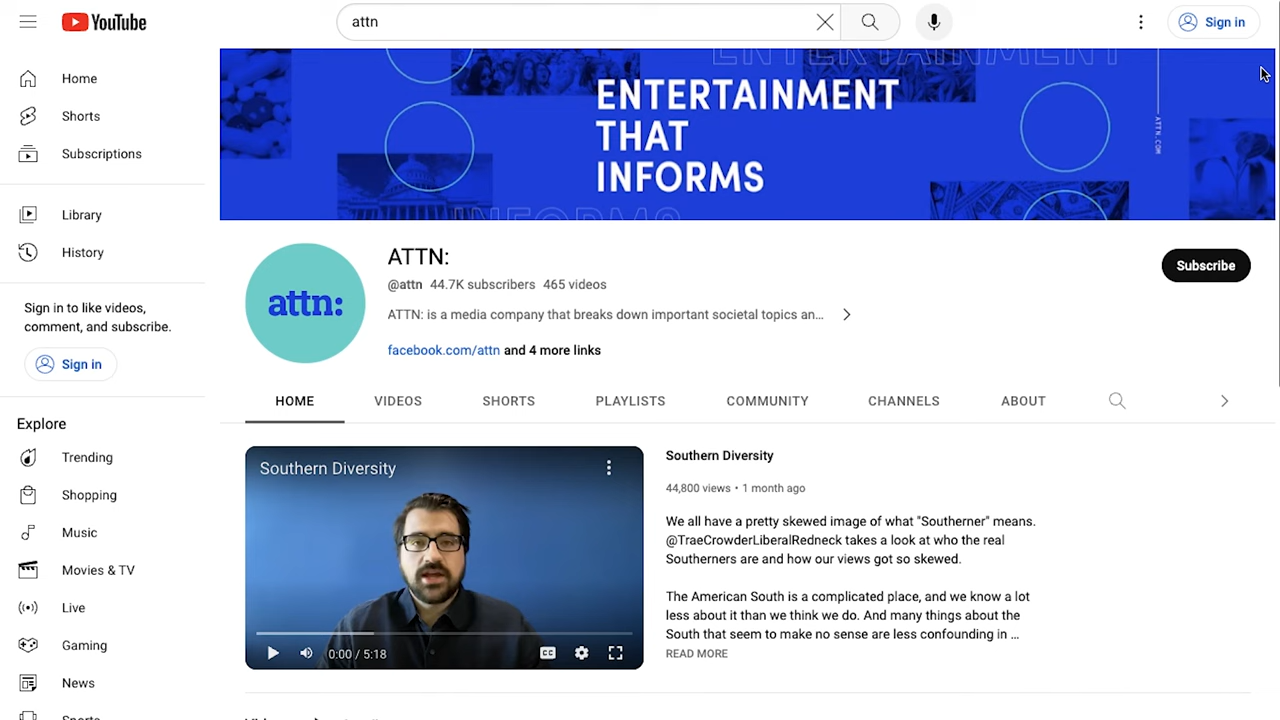 YouTube
attn
Sign in
Home
Shorts
Subscriptions
Library
History
Sign in to like videos,
comment, and subscribe.
Sign in
Explore
Trending
Shopping
Music
Movies & TV
Live
Gaming
News
Sports
ENTERTAINMENT
ENTERTAINMENT
THAT
INFORMS
INFORMS
ATTN.COM
attn:
ATTN:
@attn 44.7K subscribers 465 videos
ATTN: is a media company that breaks down important societal topics an...
facebook.com/attn and 4 more links
Subscribe
HOME VIDEOS SHORTS PLAYLISTS COMMUNITY CHANNELS ABOUT
Southern Diversity
0:00 / 5:18
CC
Southern Diversity
44,800 views • 1 month ago
We all have a pretty skewed image of what "Southerner" means.
@TraeCrowderLiberalRedneck takes a look at who the real
Southerners are and how our views got so skewed.
The American South is a complicated place, and we know a lot
less about it than we think we do. And many things about the
South that seem to make no sense are less confounding in ...
READ MORE